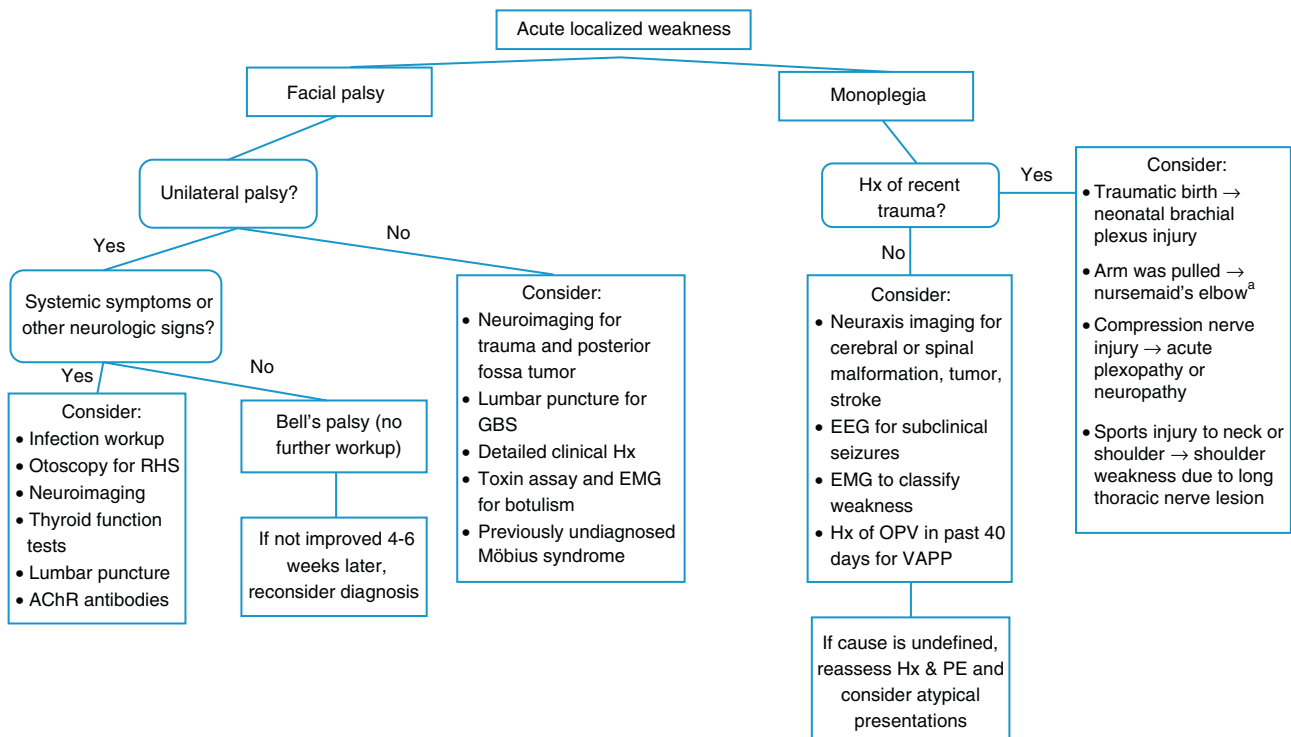 Acute localized weakness
Facial palsy
Monoplegia
Unilateral palsy?
Hx of recent
trauma?
Yes
Consider:
• Traumatic birth →
neonatal brachial
plexus injury
• Arm was pulled →
nursemaid's elbowa
• Compression nerve
injury → acute
plexopathy or
neuropathy
• Sports injury to neck or
shoulder → shoulder
weakness due to long
thoracic nerve lesion
Yes
No
No
Systemic symptoms or
other neurologic signs?
Consider:
• Neuroimaging for
trauma and posterior
fossa tumor
• Lumbar puncture for
GBS
• Detailed clinical Hx
• Toxin assay and EMG
for botulism
• Previously undiagnosed
Möbius syndrome
Consider:
• Neuraxis imaging for
cerebral or spinal
malformation, tumor,
stroke
• EEG for subclinical
seizures
• EMG to classify
weakness
• Hx of OPV in past 40
days for VAPP
Yes
No
Consider:
• Infection workup
• Otoscopy for RHS
• Neuroimaging
• Thyroid function
tests
• Lumbar puncture
• AChR antibodies
Bell's palsy (no
further workup)
If not improved 4-6
weeks later,
reconsider diagnosis
If cause is undefined,
reassess Hx & PE and
consider atypical
presentations